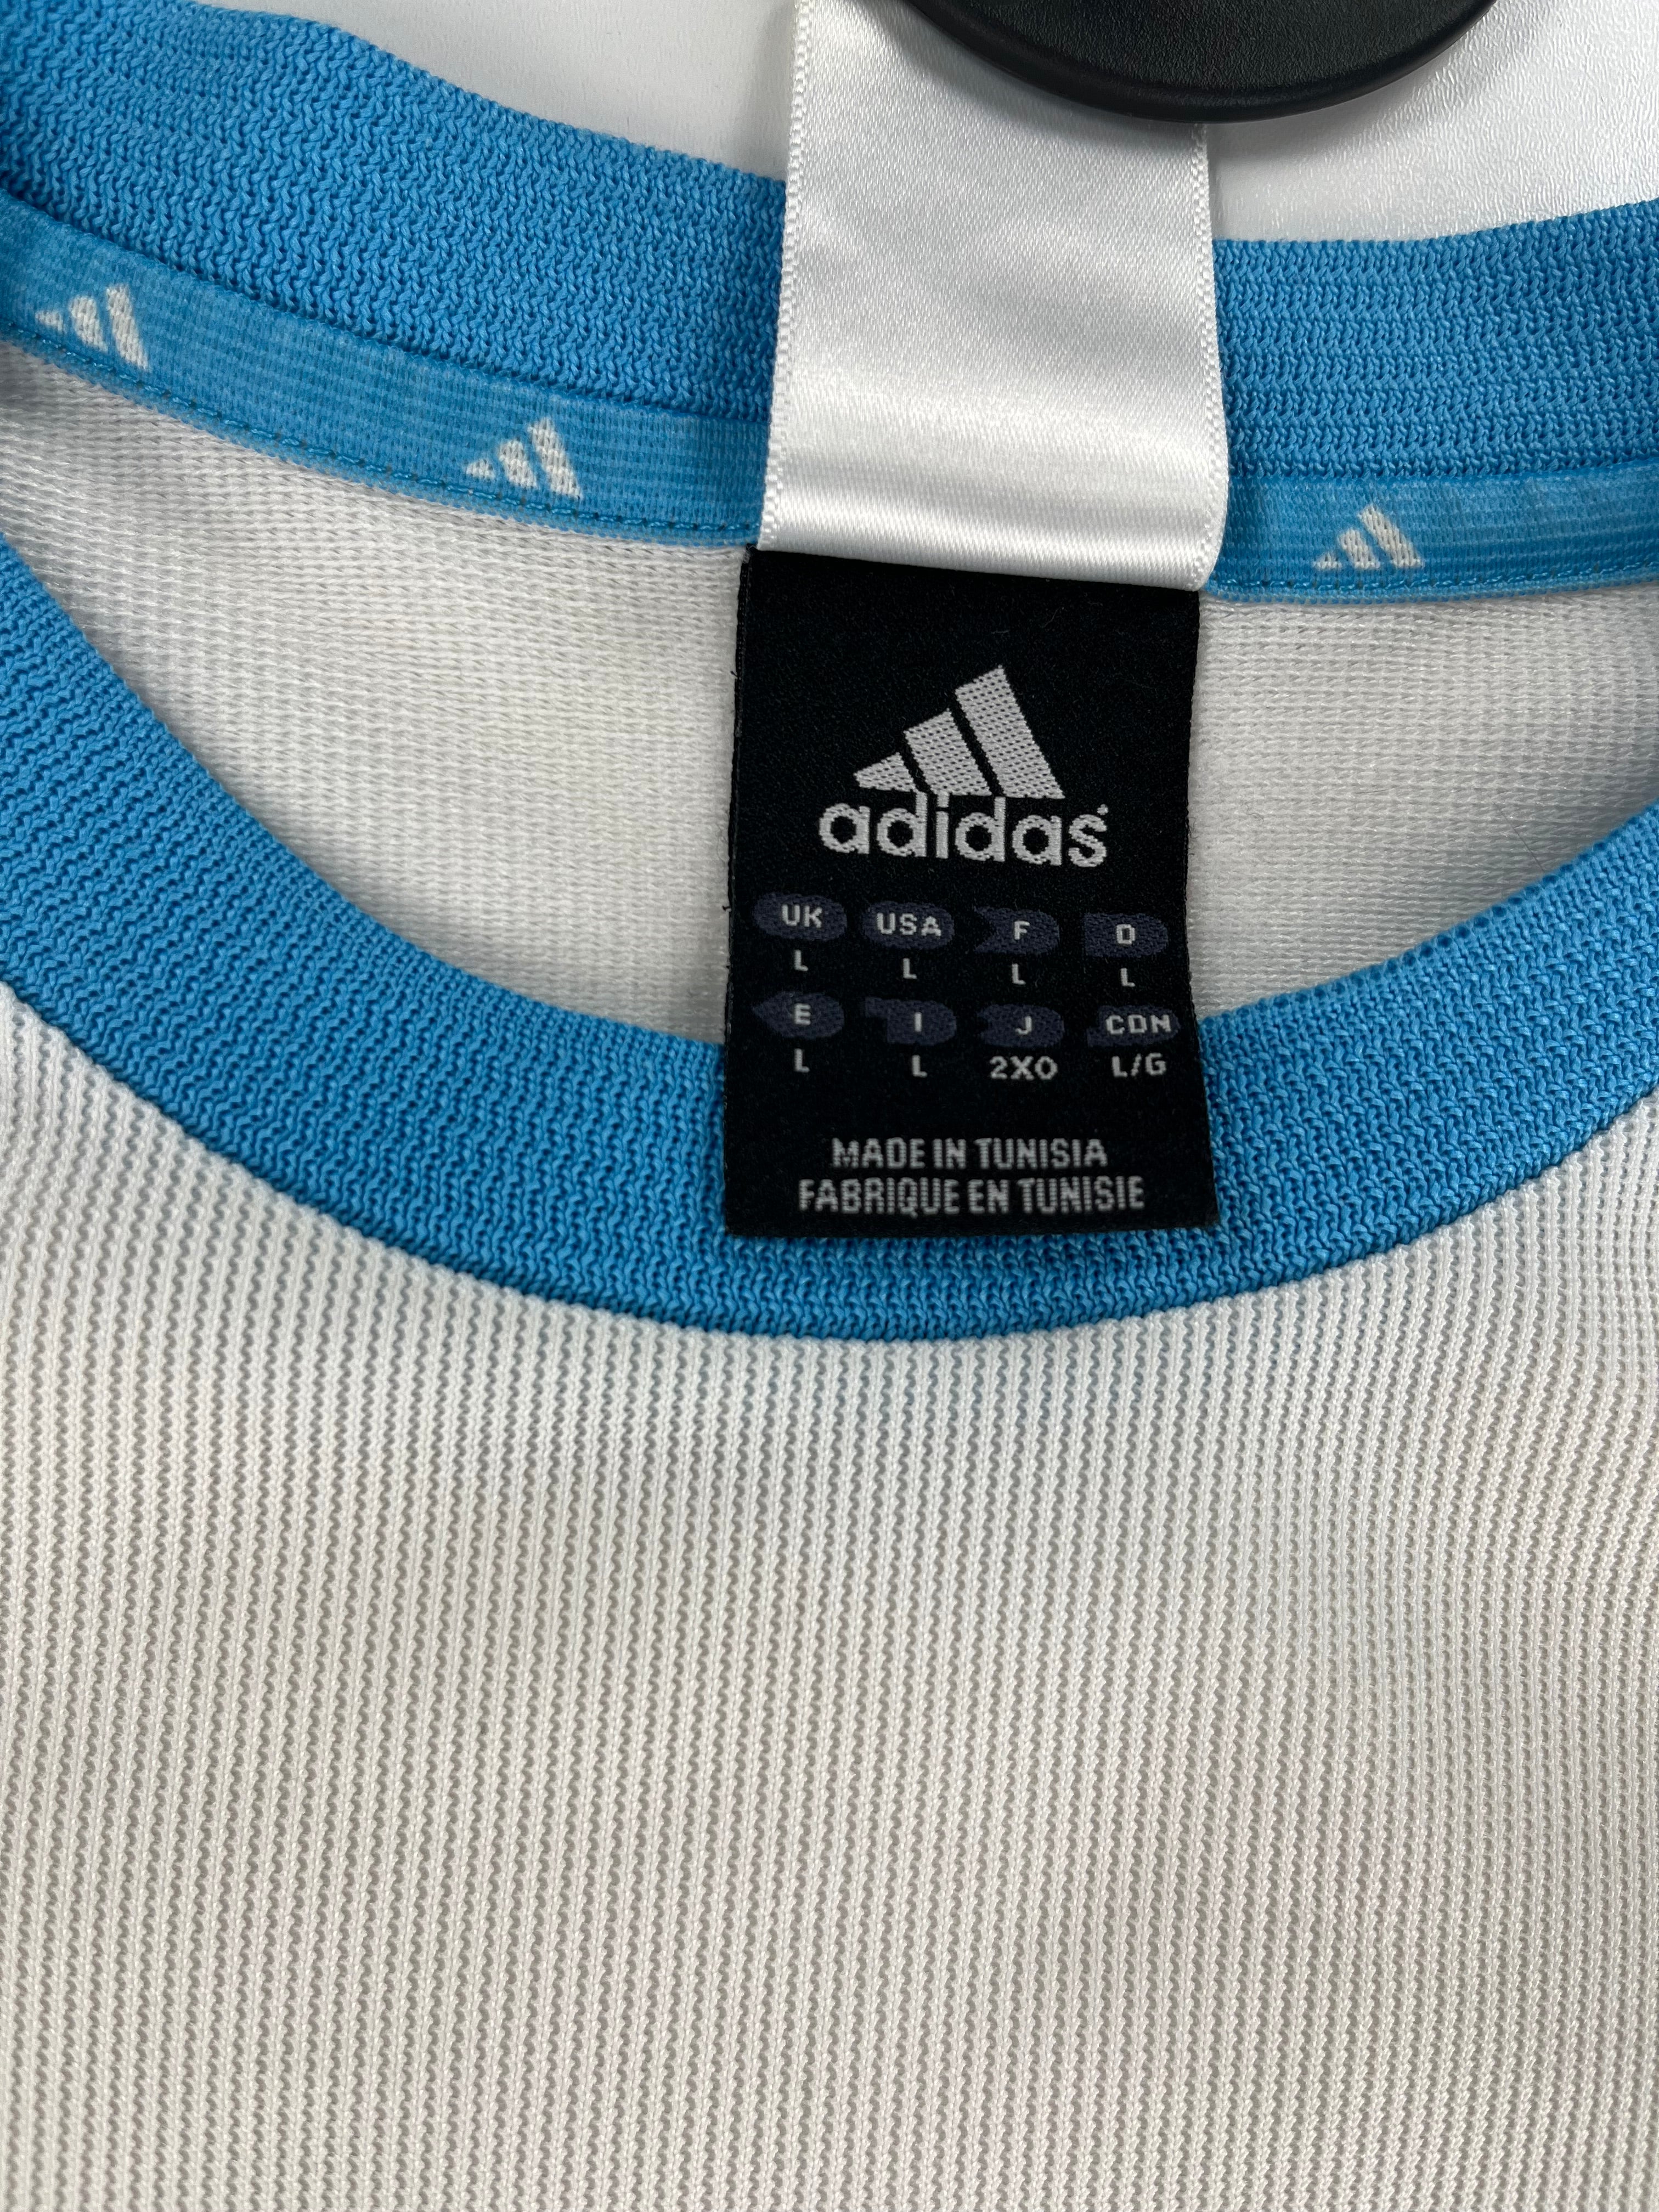 adidas
UK USA F D
L L L L
E I J CDN
L L 2XO L/G
MADE IN TUNISIA
FABRIQUE EN TUNISIE